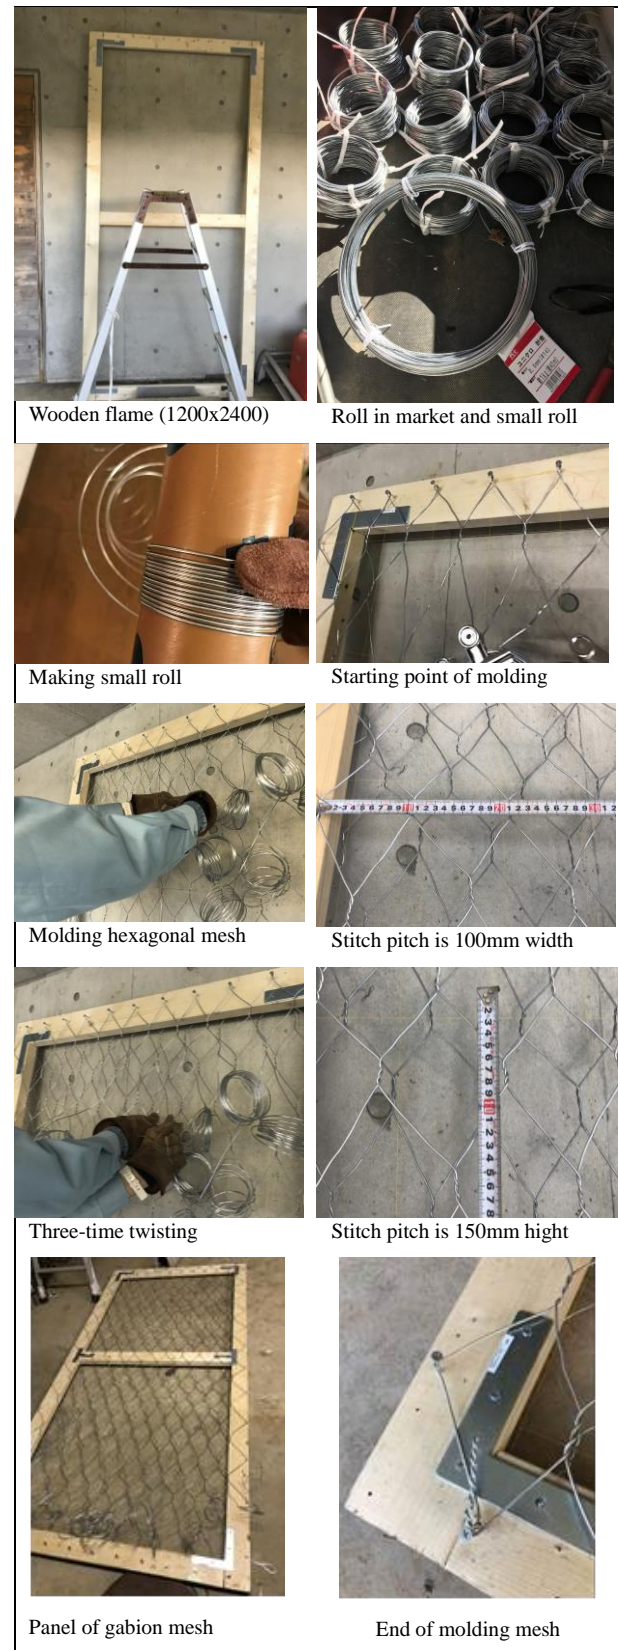 Wooden flame (1200x2400)
Roll in market and small roll
Making small roll
Starting point of molding
Molding hexagonal mesh
Stitch pitch is 100mm width
Three-time twisting
Stitch pitch is 150mm hight
Panel of gabion mesh
End of molding mesh